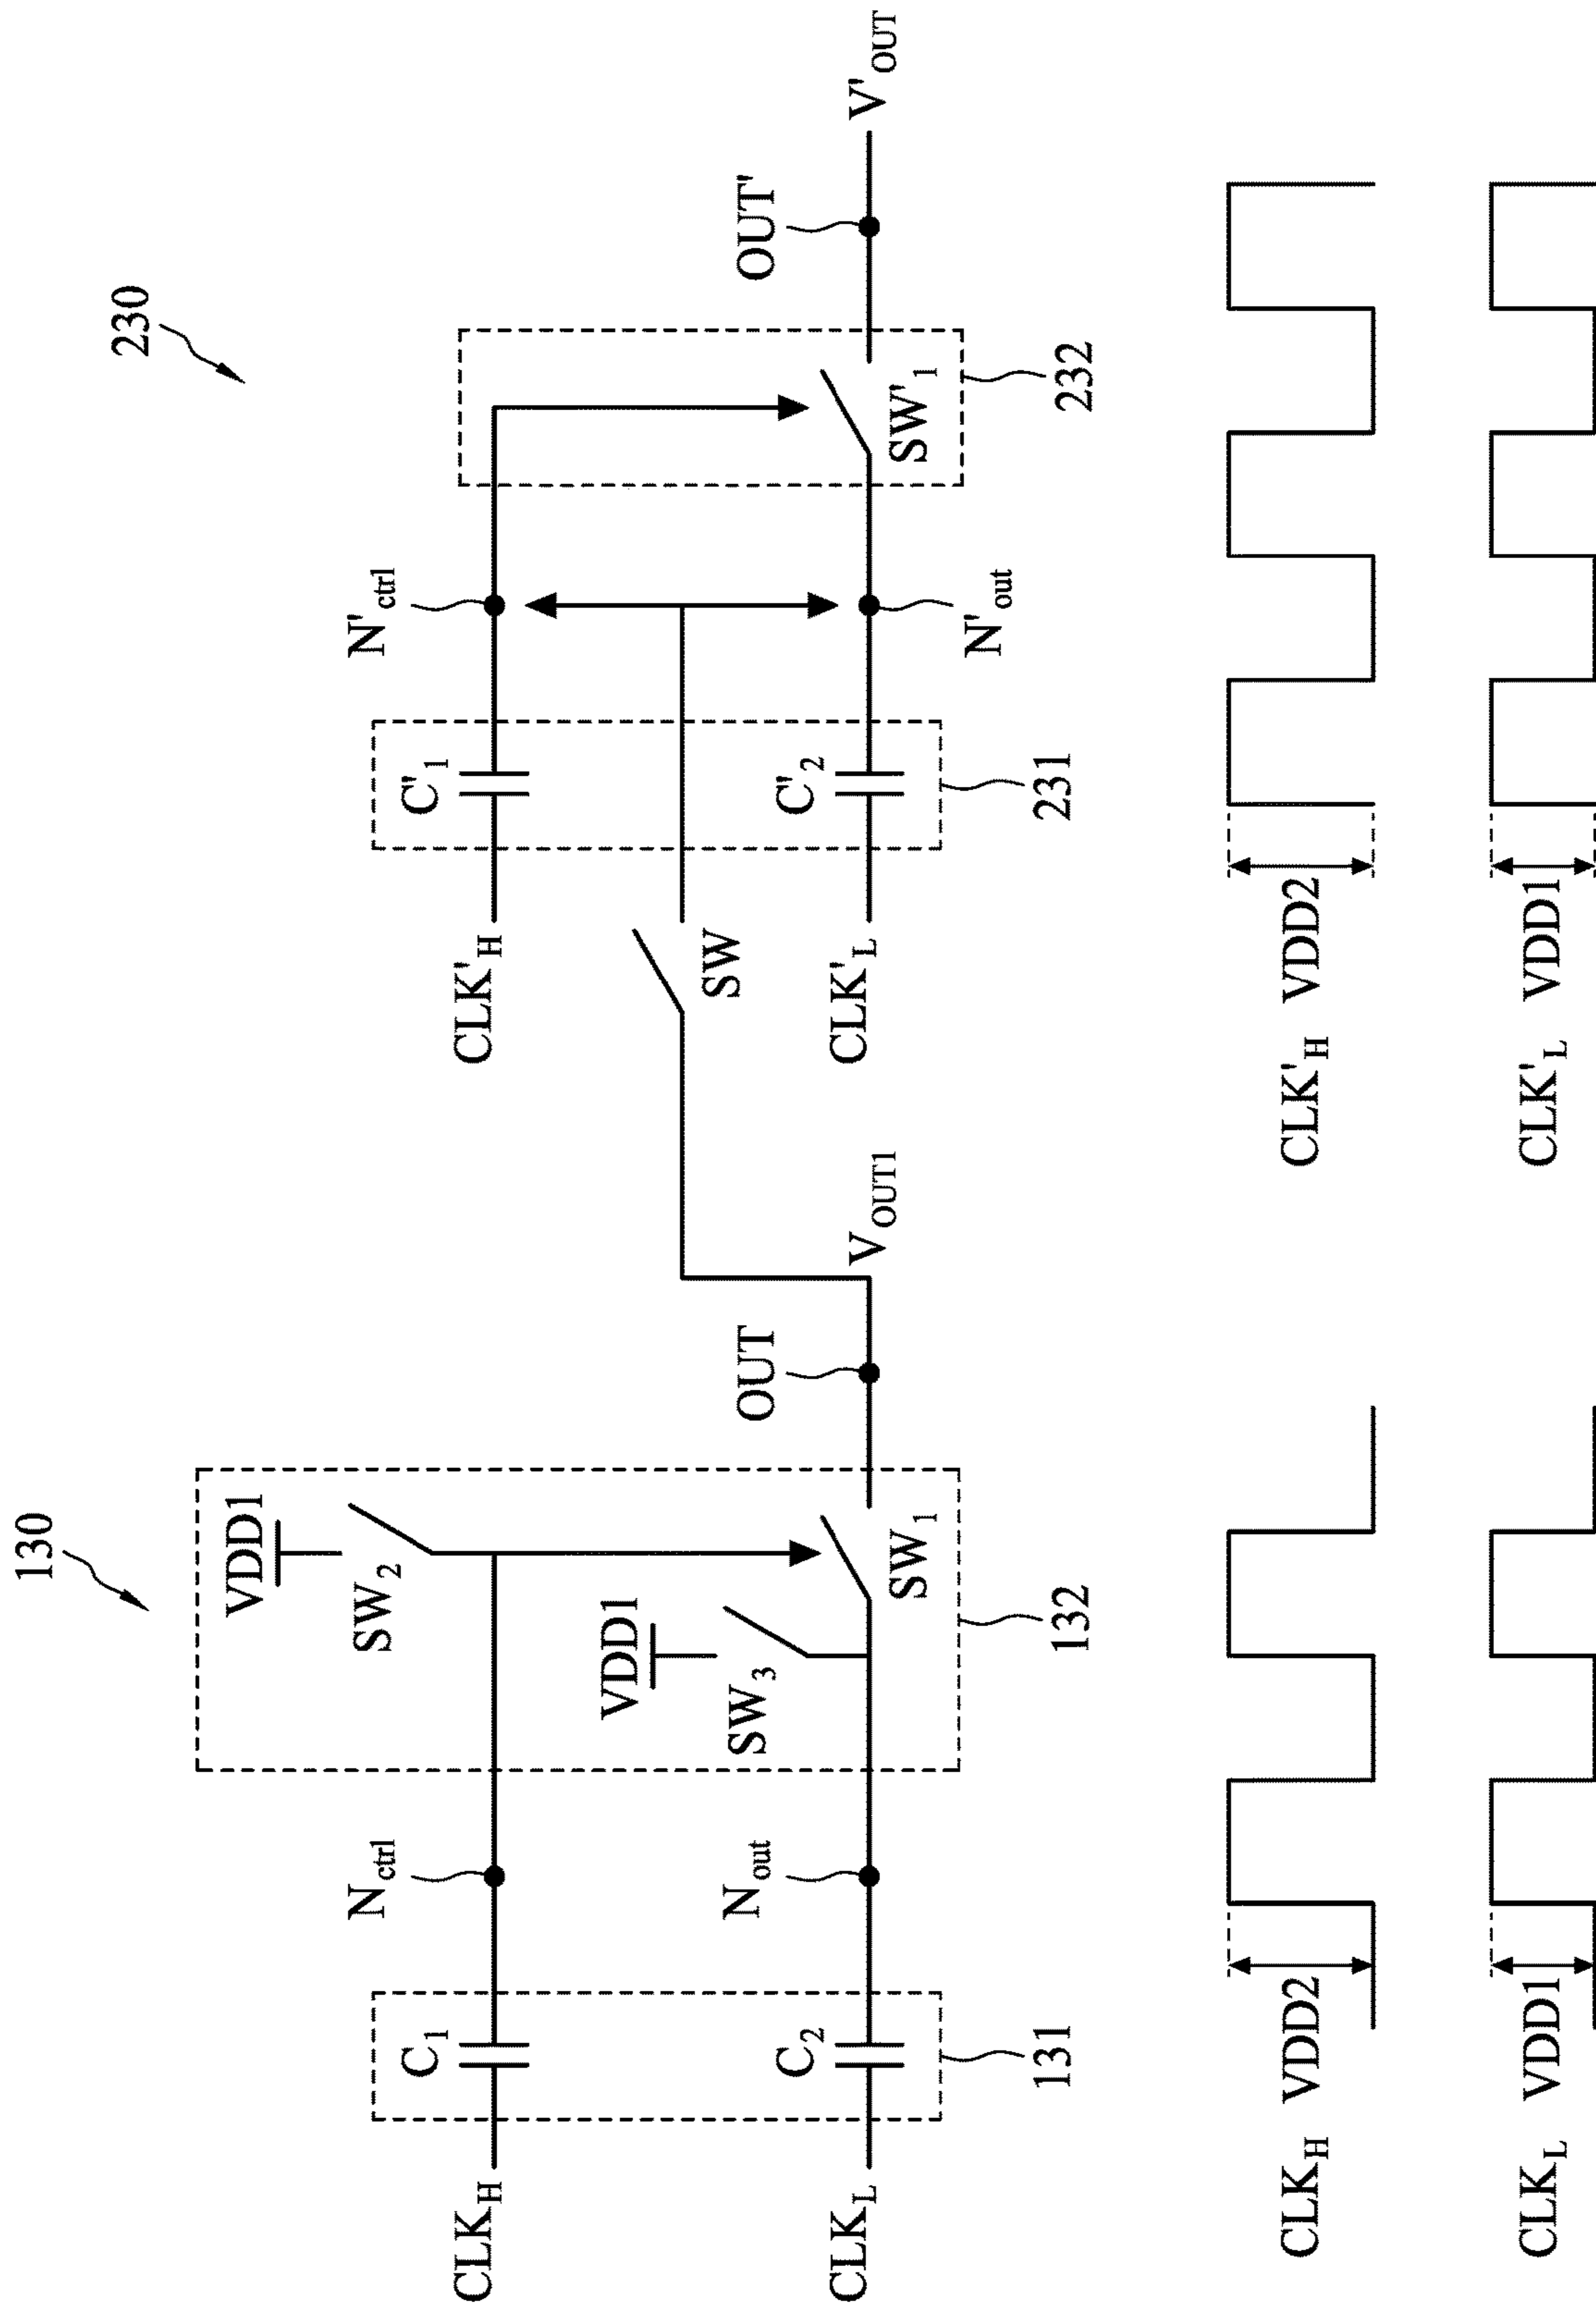 130
230
VDD1
SW2
VDD1
SW3
SW1
132
Nctrl
Nout
C1
C2
131
CLKH
CLKL
OUT
VOUT1
SW
CLK'H
CLK'L
C'1
C'2
231
N'ctrl
N'out
SW'1
232
OUT'
V'OUT
CLKH VDD2
CLKL VDD1
CLK'H VDD2
CLK'L VDD1